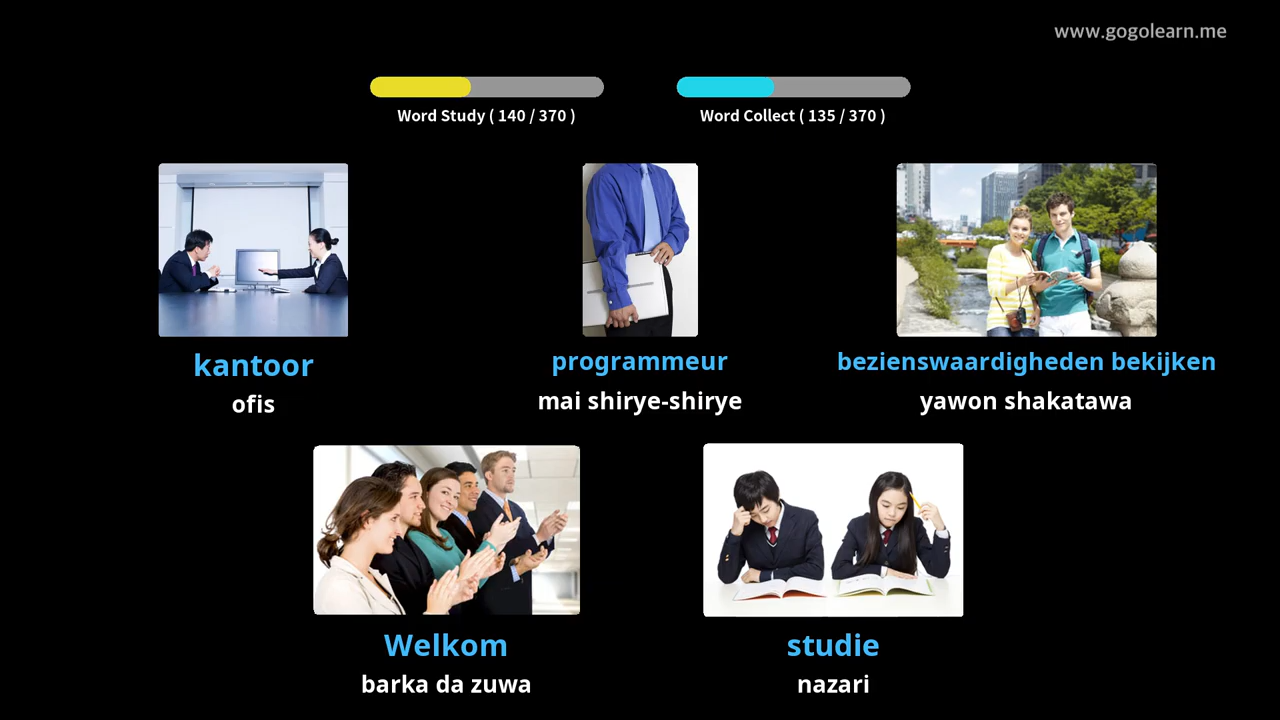 www.gogolearn.me
Word Study ( 140 / 370 )
Word Collect ( 135 / 370 )
kantoor
ofis
programmeur
mai shirye-shirye
bezienswaardigheden bekijken
yawon shakatawa
Welkom
barka da zuwa
studie
nazari